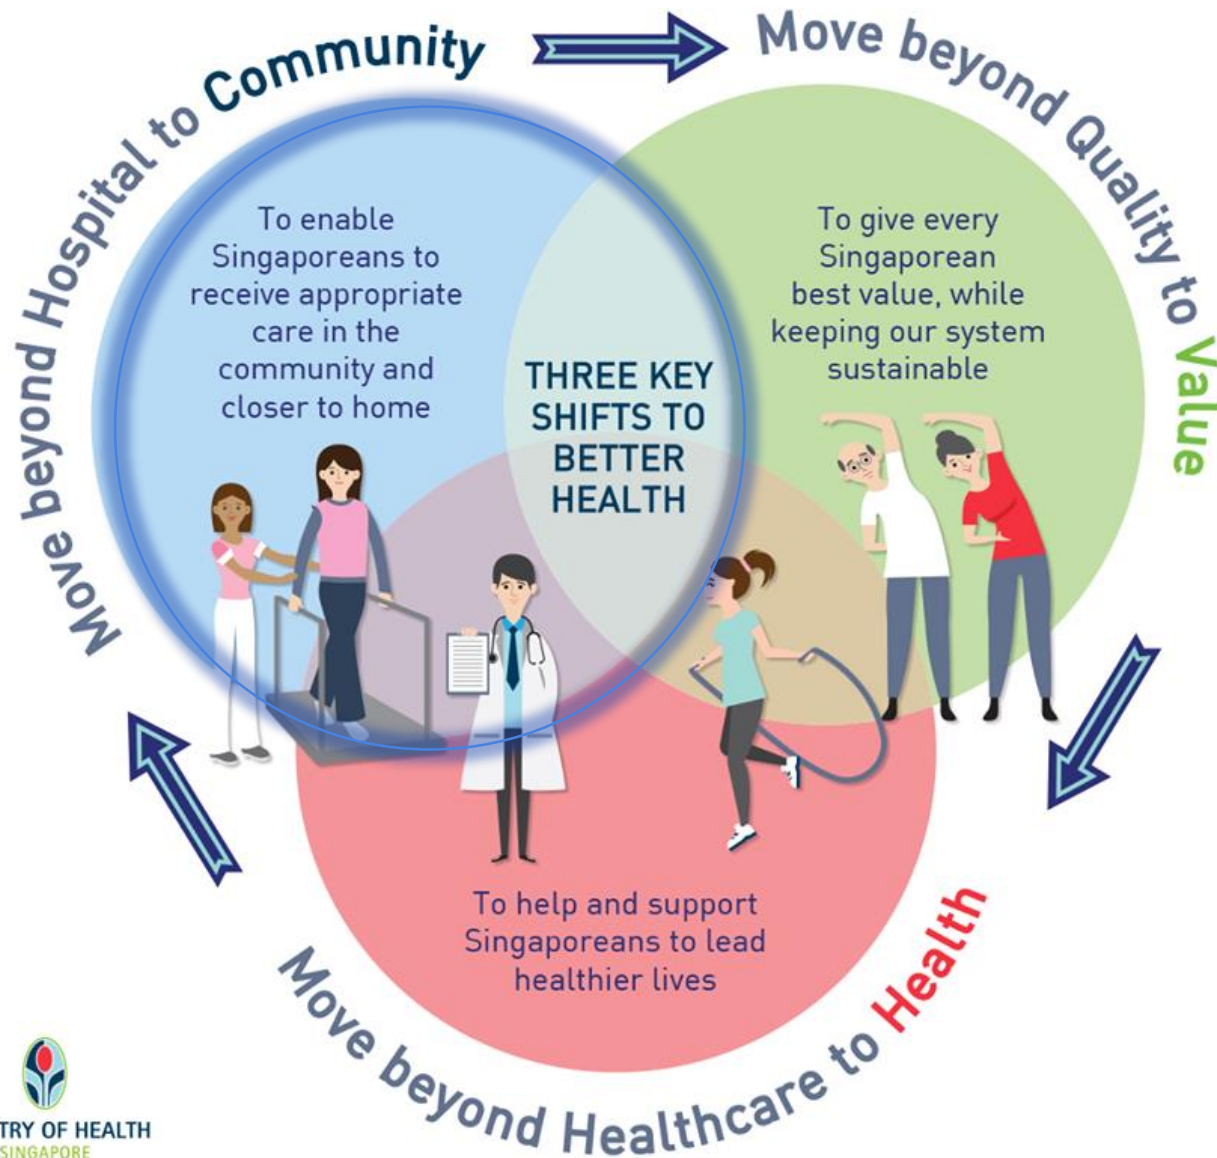 Move beyond Hospital to Community
Move beyond Quality to Value
To enable
Singaporeans to
receive appropriate
care in the
community and
closer to home
To give every
Singaporean
best value, while
keeping our system
sustainable
THREE KEY
SHIFTS TO
BETTER
HEALTH
To help and support
Singaporeans to lead
healthier lives
Move beyond Healthcare to Health
TRY OF HEALTH
SINGAPORE